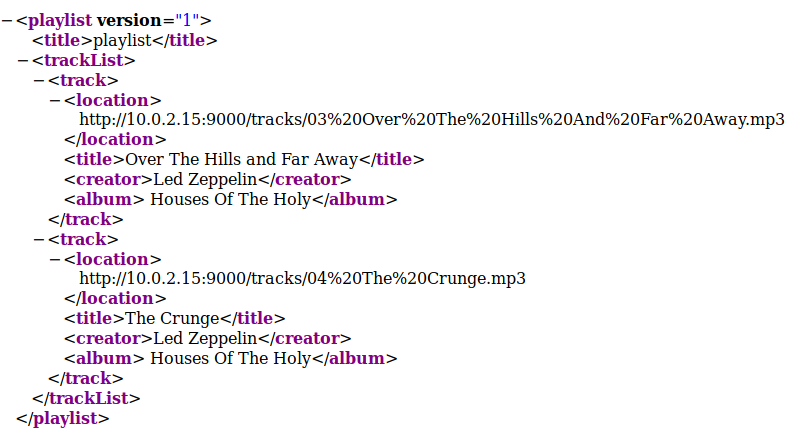 −<playlist version="1">
<title>playlist</title>
−<trackList>
−<track>
−<location>
http://10.0.2.15:9000/tracks/03%20Over%20The%20Hills%20And%20Far%20Away.mp3
</location>
<title>Over The Hills and Far Away</title>
<creator>Led Zeppelin</creator>
<album> Houses Of The Holy</album>
</track>
−<track>
−<location>
http://10.0.2.15:9000/tracks/04%20The%20Crunge.mp3
</location>
<title>The Crunge</title>
<creator>Led Zeppelin</creator>
<album> Houses Of The Holy</album>
</track>
</trackList>
</playlist>